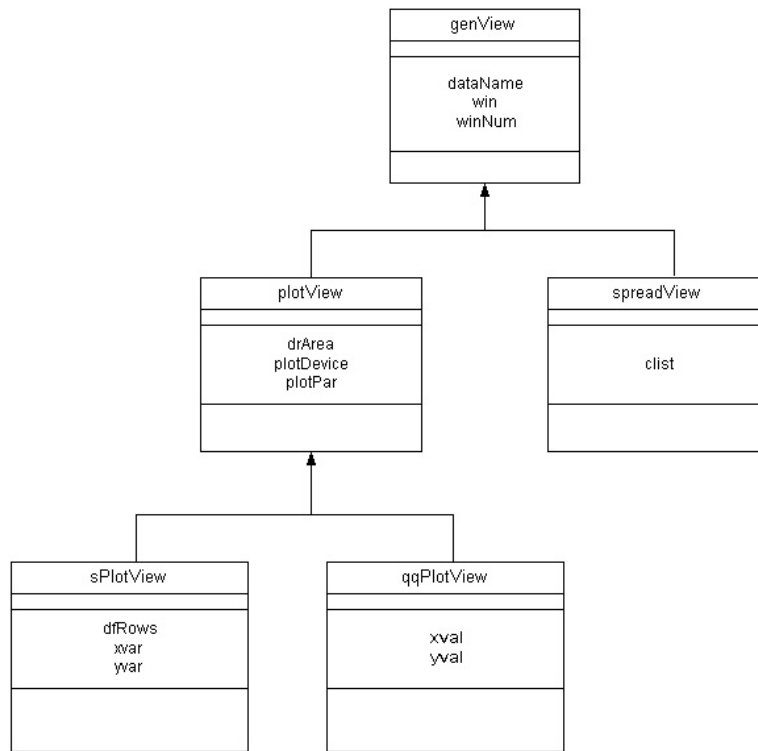 genView
dataName
win
winNum
plotView
drArea
plotDevice
plotPar
spreadView
clist
sPlotView
dfRows
xvar
yvar
qqPlotView
xval
yval